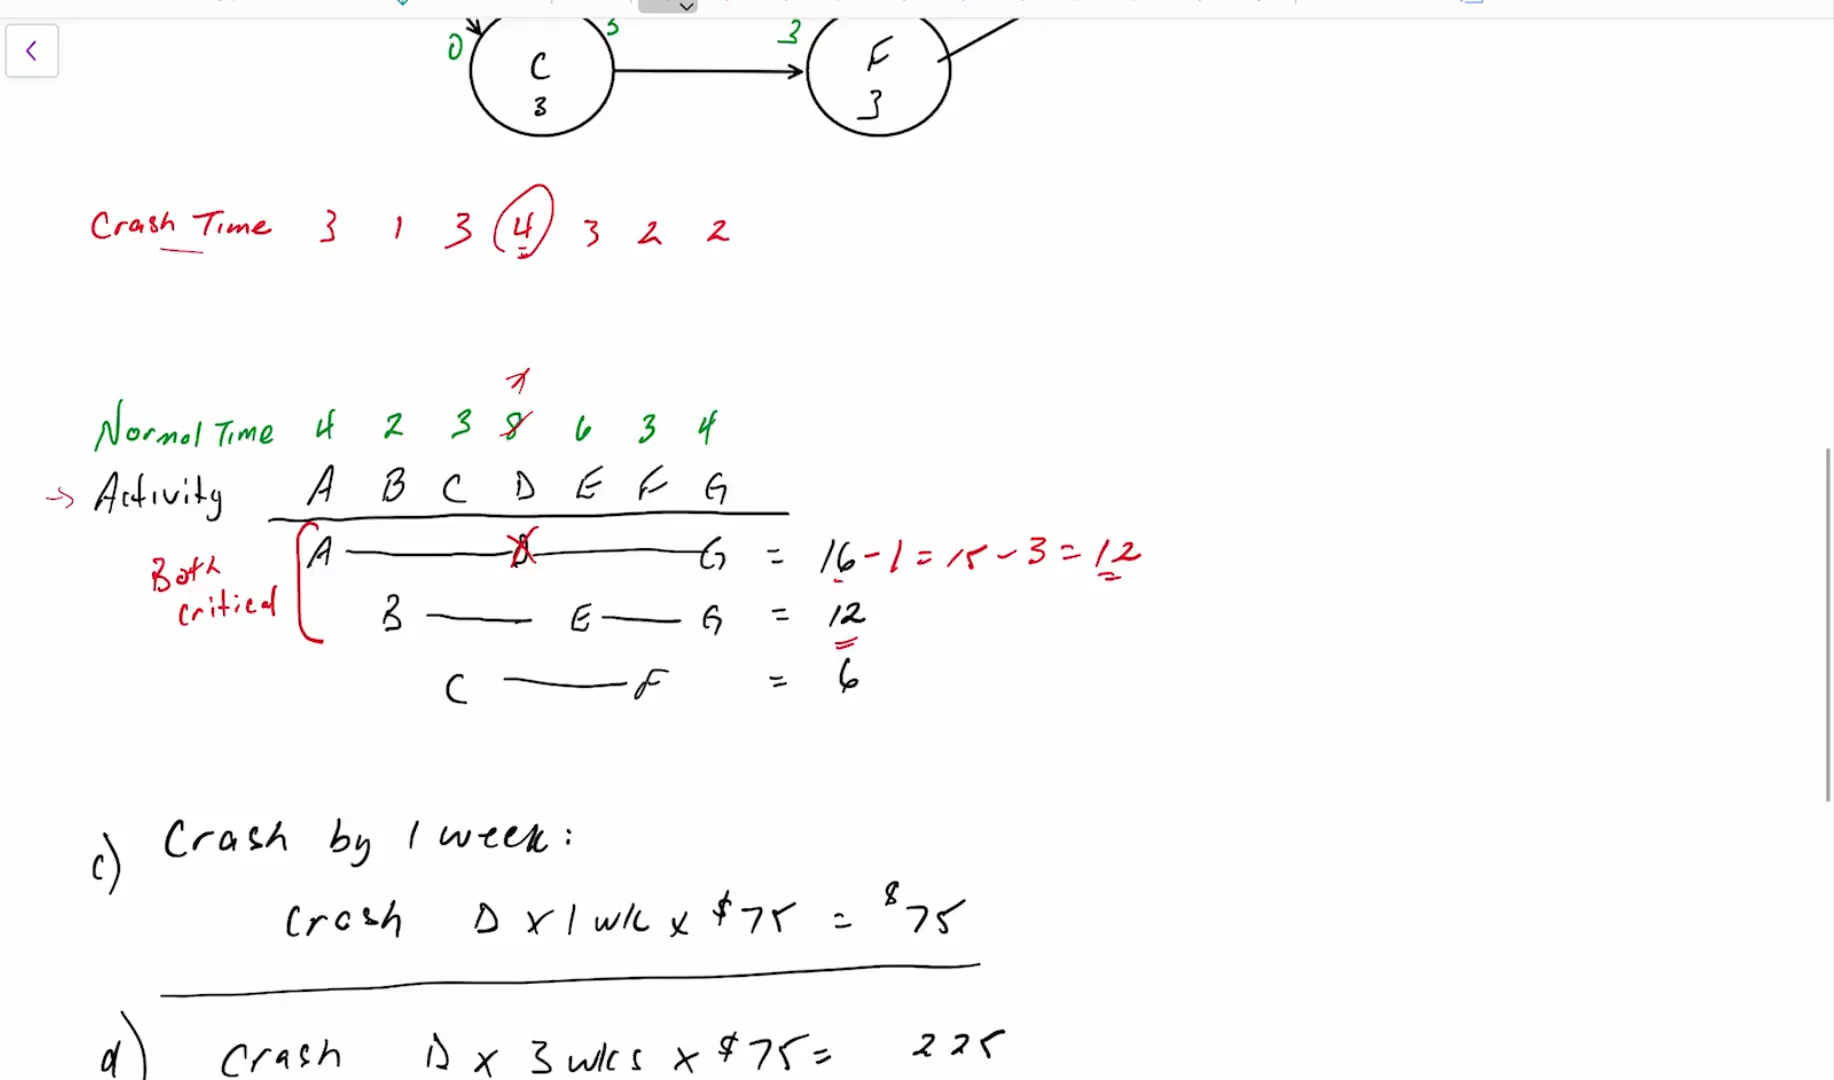 0 3 3
C F
3 3
Crash Time 3 1 3 4 3 2 2
7
Normal Time 4 2 3 8 6 3 4
→ Activity A B C D E F G
A — D — G = 16 - 1 = 15 - 3 = 12
Both critical
B — E — G = 12
C — F = 6
c) Crash by 1 week:
Crash D x 1 wk x $75 = $75
d) Crash D x 3 wks x $75 = 225